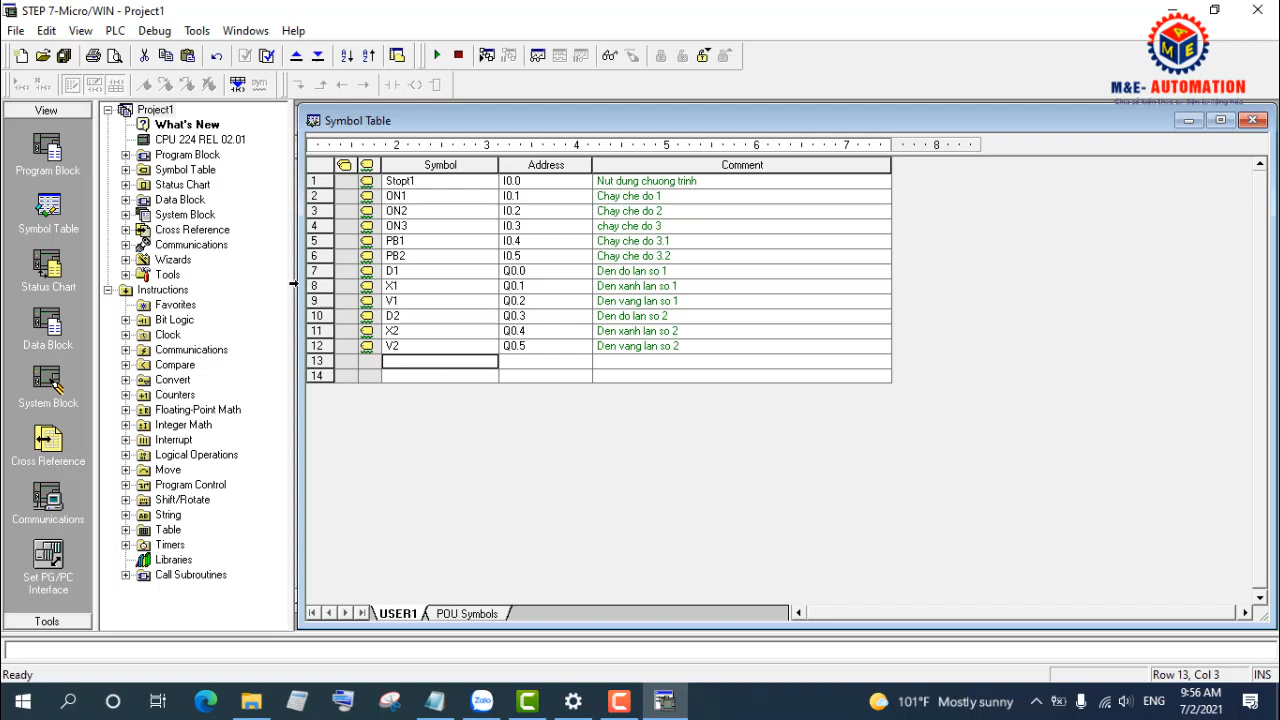 STEP 7-Micro/WIN - Project1
File Edit View PLC Debug Tools Windows Help
M&E- AUTOMATION
View
Program Block
Symbol Table
Status Chart
Data Block
System Block
Cross Reference
Communications
Set PG/PC
Interface
Tools
Project1
What's New
CPU 224 REL 02.01
Program Block
Symbol Table
Status Chart
Data Block
System Block
Cross Reference
Communications
Wizards
Tools
Instructions
Favorites
Bit Logic
Clock
Communications
Compare
Convert
Counters
Floating-Point Math
Integer Math
Interrupt
Logical Operations
Move
Program Control
Shift/Rotate
String
Table
Timers
Libraries
Call Subroutines
Symbol Table
2 3 4 5 6 7 8
Symbol Address Comment
1 Stopt1 I0.0 Nut dung chuong trinh
2 ON1 I0.1 Chay che do 1
3 ON2 I0.2 Chay che do 2
4 ON3 I0.3 chay che do 3
5 PB1 I0.4 Chay che do 3.1
6 PB2 I0.5 Chay che do 3.2
7 D1 Q0.0 Den do lan so 1
8 X1 Q0.1 Den xanh lan so 1
9 V1 Q0.2 Den vang lan so 1
10 D2 Q0.3 Den do lan so 2
11 X2 Q0.4 Den xanh lan so 2
12 V2 Q0.5 Den vang lan so 2
13
14
USER1 POU Symbols
Ready Row 13, Col 3 INS
Zalo
101°F Mostly sunny ENG
9:56 AM
7/2/2021